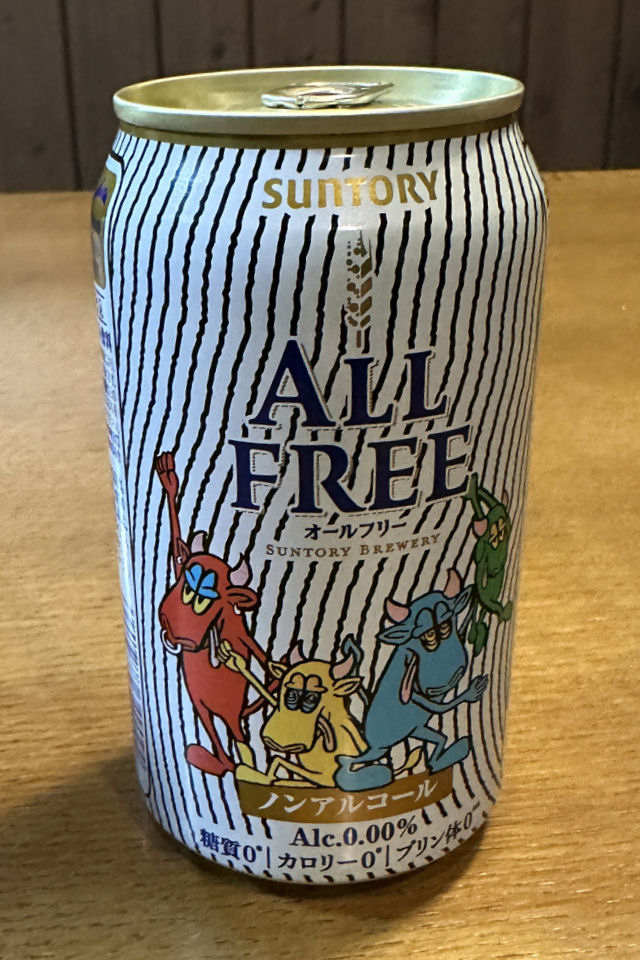 SUNTORY
ALL
FREE
オールフリー
SUNTORY BREWERY
ノンアルコール
Alc.0.00%
糖質0*|カロリー0*|プリン体0**